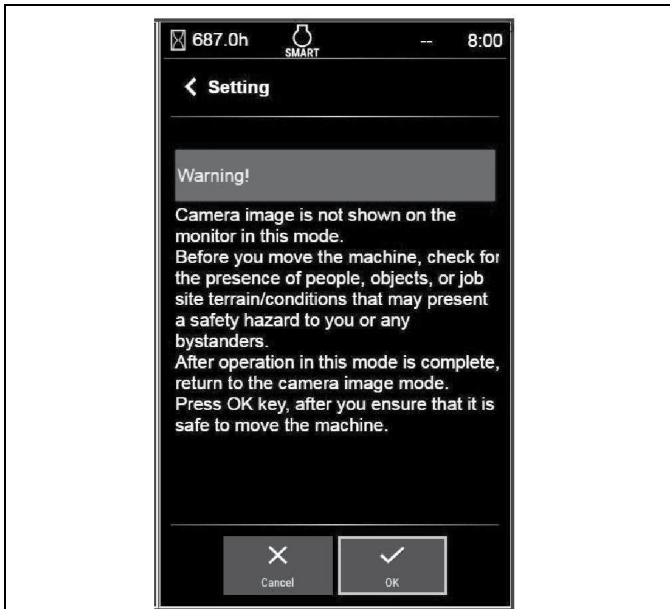 687.0h
SMART
--
8:00
Setting
Warning!
Camera image is not shown on the
monitor in this mode.
Before you move the machine, check for
the presence of people, objects, or job
site terrain/conditions that may present
a safety hazard to you or any
bystanders.
After operation in this mode is complete,
return to the camera image mode.
Press OK key, after you ensure that it is
safe to move the machine.
Cancel
OK